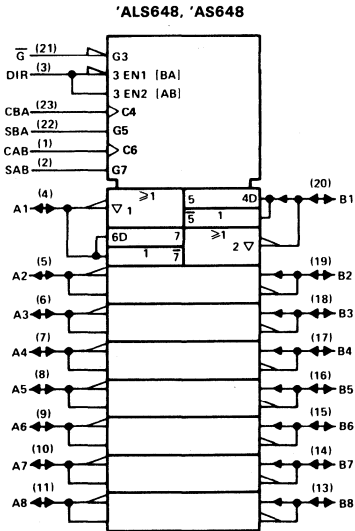 'ALS648, 'AS648
G̅ (21) G3
DIR (3) 3 EN1 [BA]
3 EN2 [AB]
CBA (23) C4
SBA (22) G5
CAB (1) C6
SAB (2) G7
A1 (4) ▽ 1 ≥1 5 4D (20) B1
5̅ 1
6D 7 ≥1
1 7̅ 2 ▽
A2 (5) (19) B2
A3 (6) (18) B3
A4 (7) (17) B4
A5 (8) (16) B5
A6 (9) (15) B6
A7 (10) (14) B7
A8 (11) (13) B8